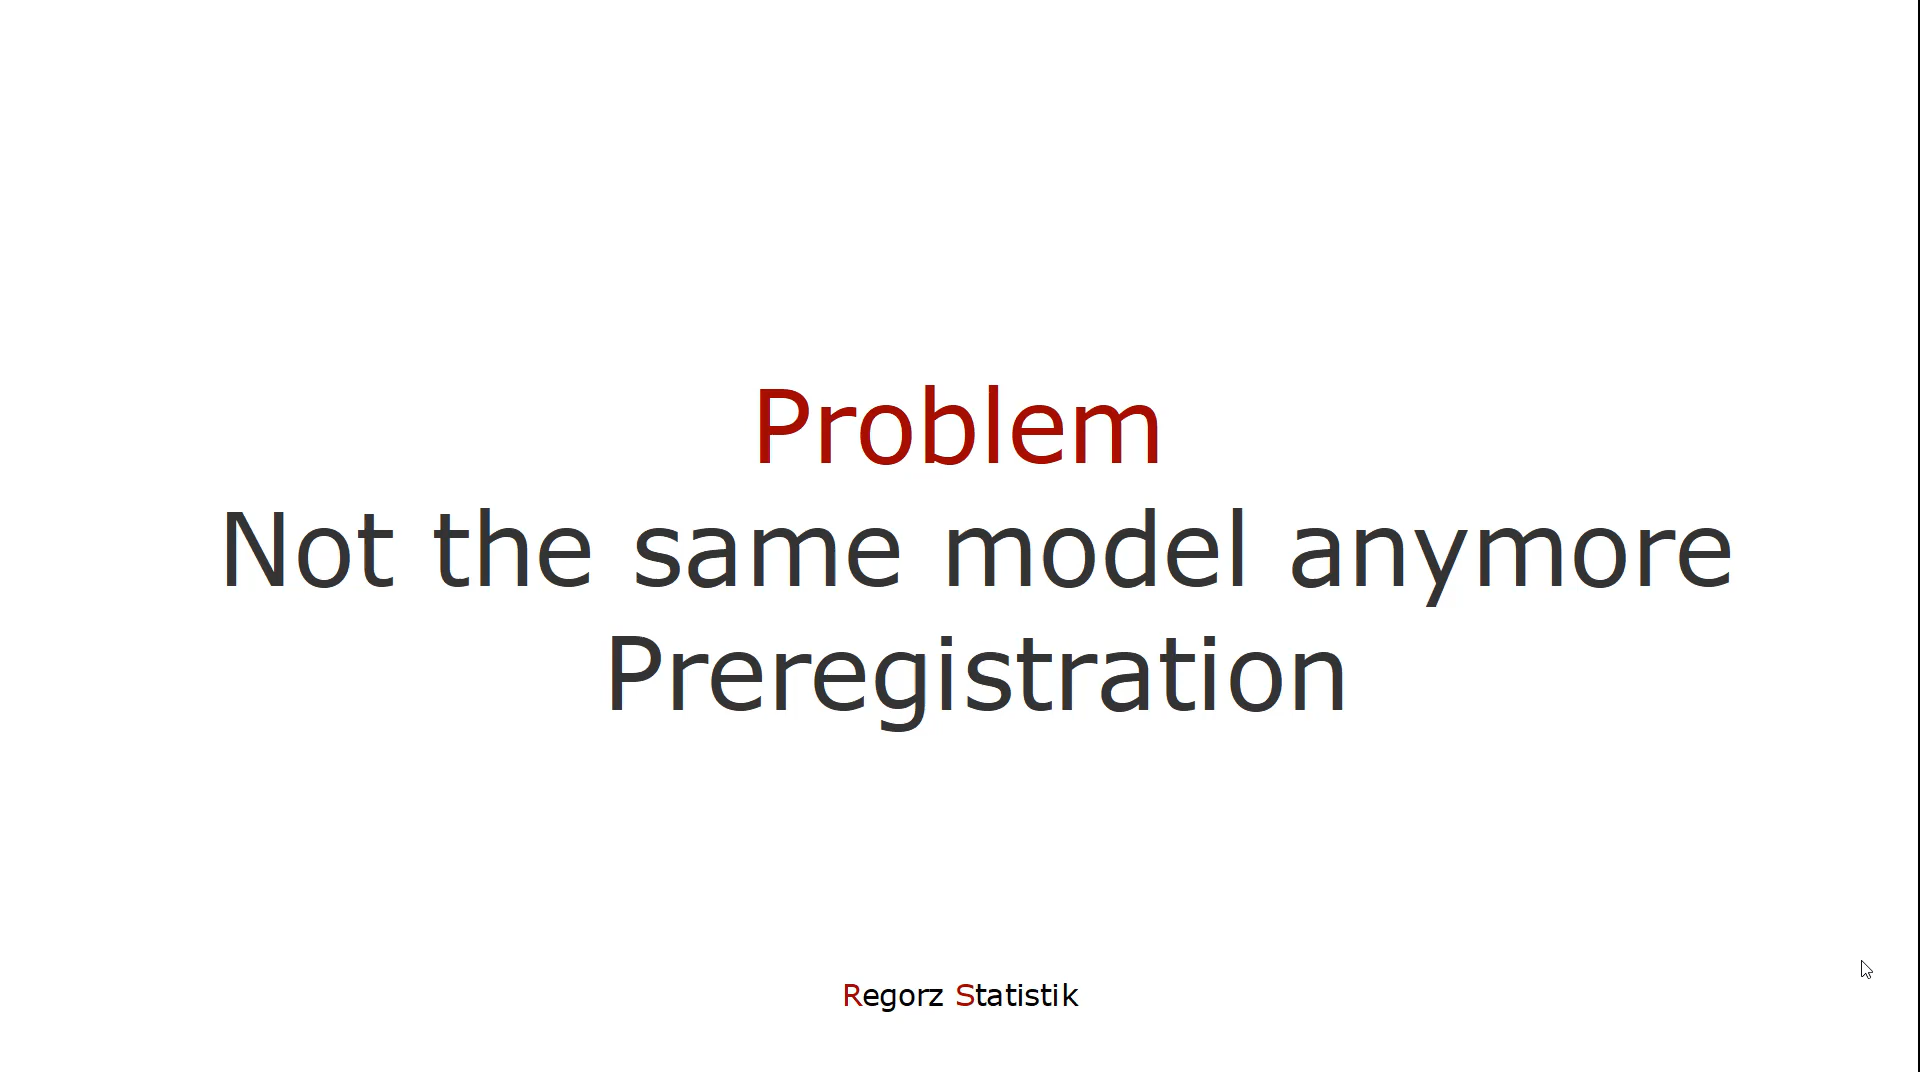 Problem
Not the same model anymore
Preregistration
Regorz Statistik